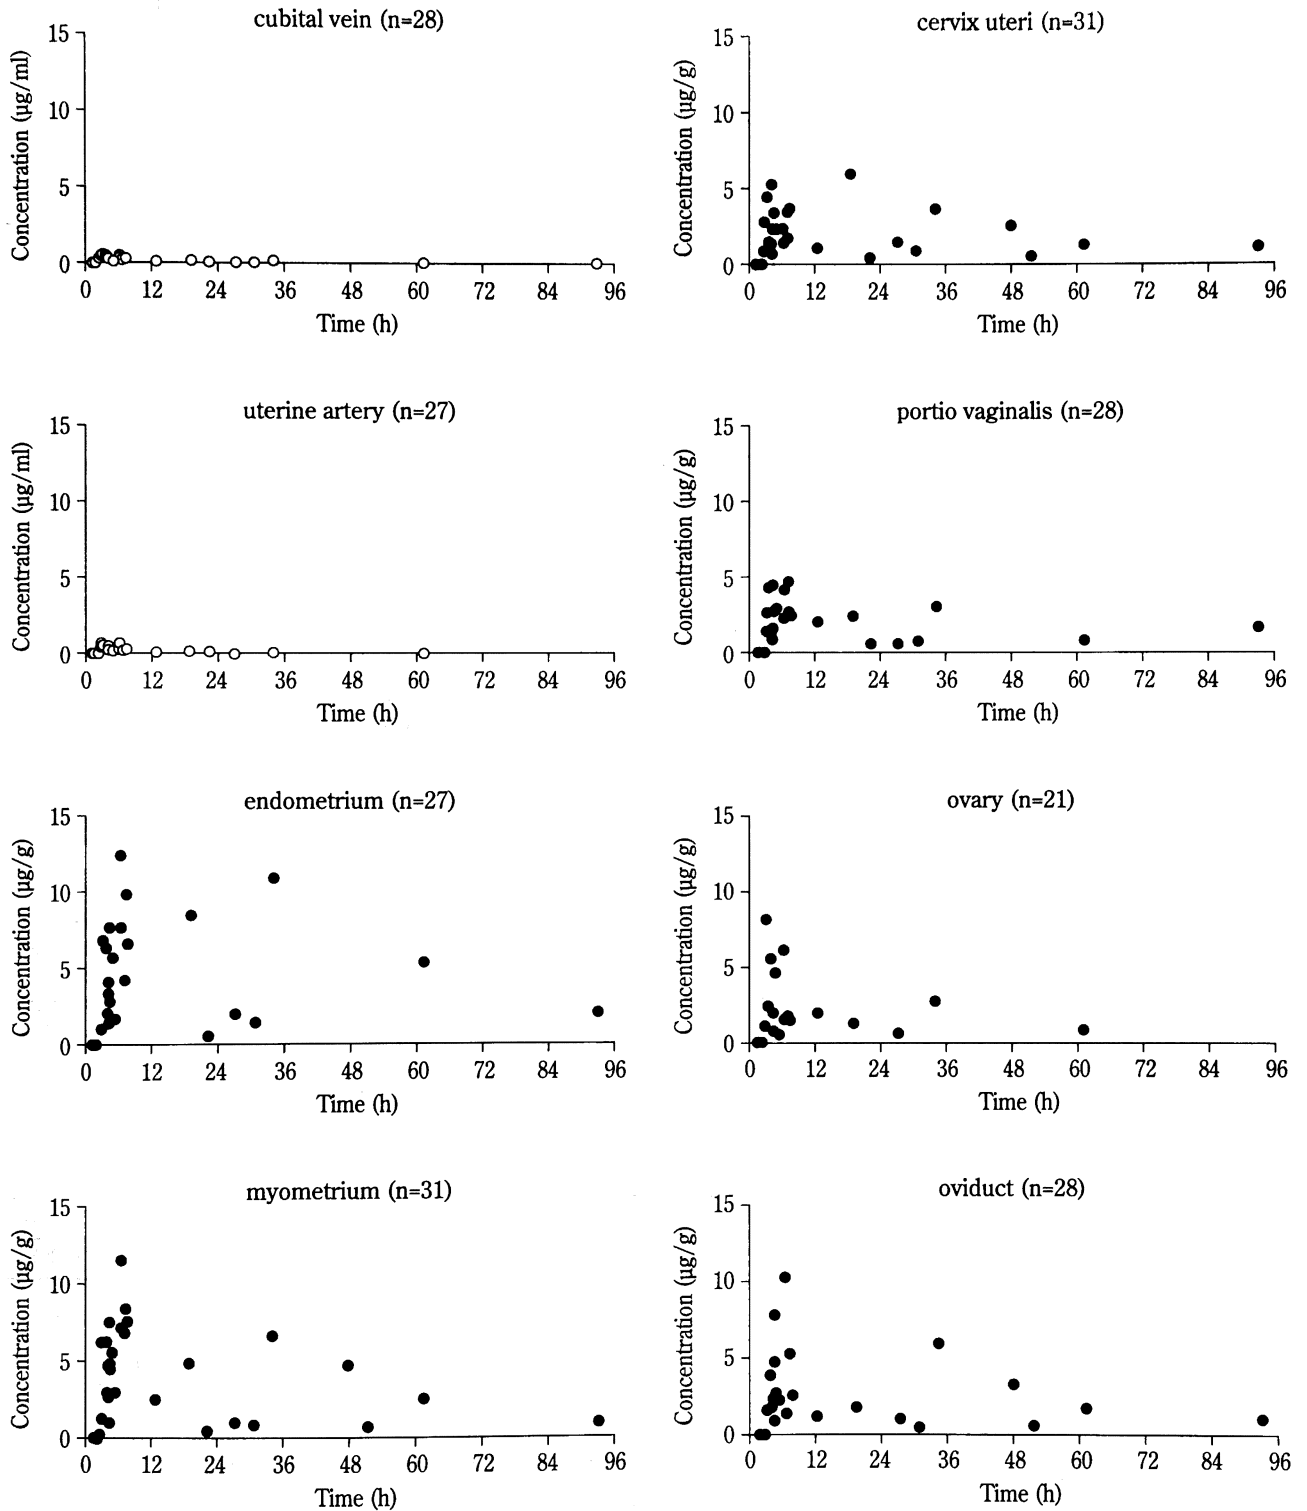 cubital vein (n=28)
15
10
5
0
Concentration (µg/ml)
0 12 24 36 48 60 72 84 96
Time (h)
cervix uteri (n=31)
15
10
5
0
Concentration (µg/g)
0 12 24 36 48 60 72 84 96
Time (h)
uterine artery (n=27)
15
10
5
0
Concentration (µg/ml)
0 12 24 36 48 60 72 84 96
Time (h)
portio vaginalis (n=28)
15
10
5
0
Concentration (µg/g)
0 12 24 36 48 60 72 84 96
Time (h)
endometrium (n=27)
15
10
5
0
Concentration (µg/g)
0 12 24 36 48 60 72 84 96
Time (h)
ovary (n=21)
15
10
5
0
Concentration (µg/g)
0 12 24 36 48 60 72 84 96
Time (h)
myometrium (n=31)
15
10
5
0
Concentration (µg/g)
0 12 24 36 48 60 72 84 96
Time (h)
oviduct (n=28)
15
10
5
0
Concentration (µg/g)
0 12 24 36 48 60 72 84 96
Time (h)